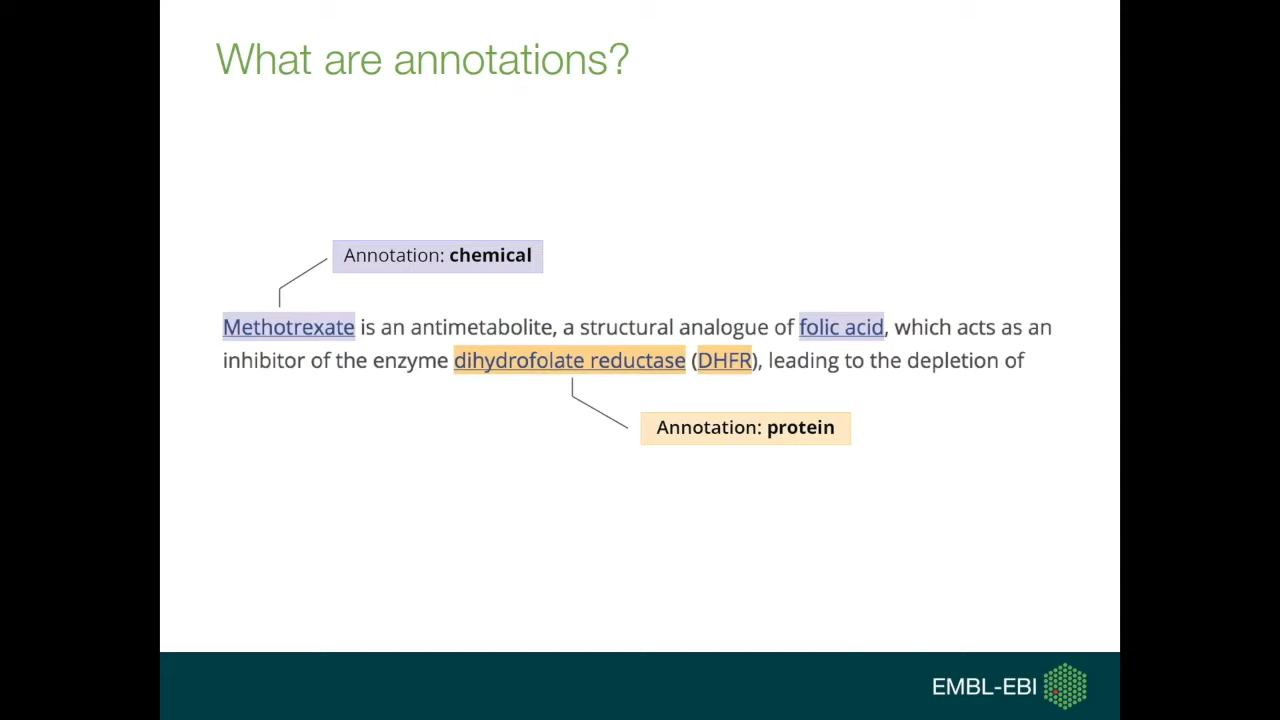 What are annotations?
Annotation: chemical
Methotrexate is an antimetabolite, a structural analogue of folic acid, which acts as an
inhibitor of the enzyme dihydrofolate reductase (DHFR), leading to the depletion of
Annotation: protein
EMBL-EBI